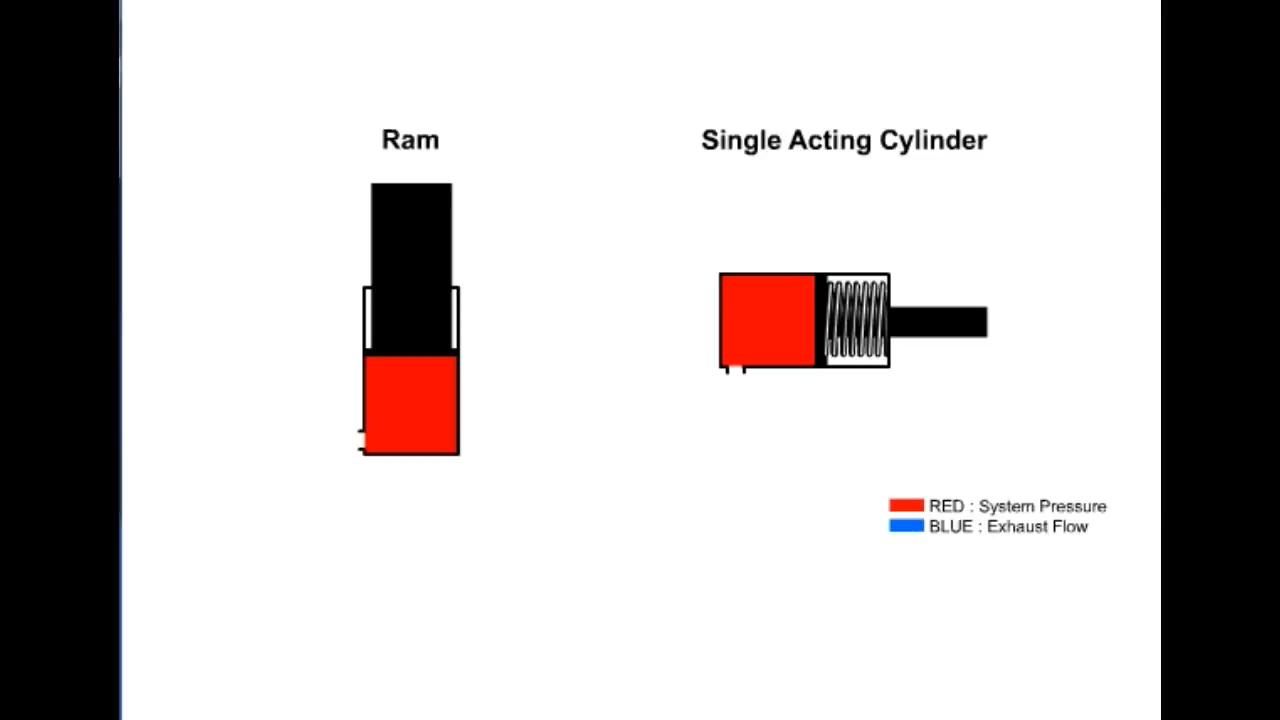 Ram
Single Acting Cylinder
RED : System Pressure
BLUE : Exhaust Flow